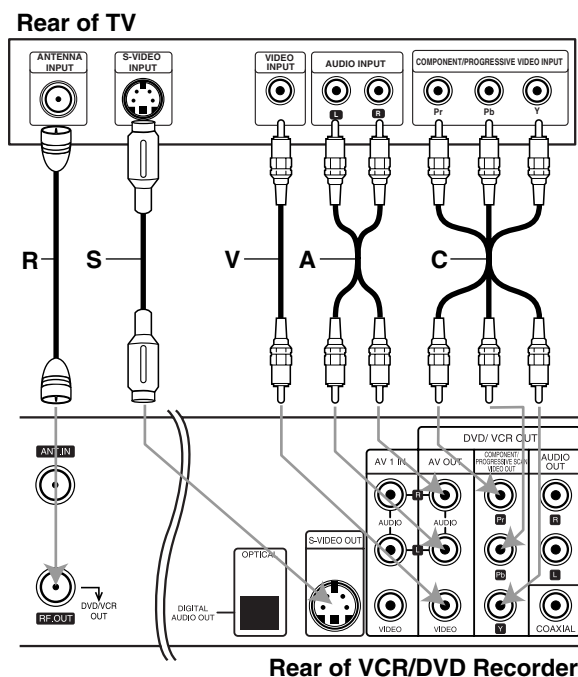 Rear of TV
ANTENNA
INPUT
S-VIDEO
INPUT
VIDEO
INPUT
AUDIO INPUT
COMPONENT/PROGRESSIVE VIDEO INPUT
L
R
Pr
Pb
Y
R
S
V
A
C
ANT.IN
RF.OUT
DVD/VCR
OUT
DIGITAL
AUDIO OUT
OPTICAL
S-VIDEO OUT
DVD/ VCR OUT
AV 1 IN
AV OUT
COMPONENT/
PROGRESSIVE SCAN
VIDEO OUT
AUDIO
OUT
R
Pr
R
AUDIO
AUDIO
L
Pb
L
VIDEO
VIDEO
Y
COAXIAL
Rear of VCR/DVD Recorder